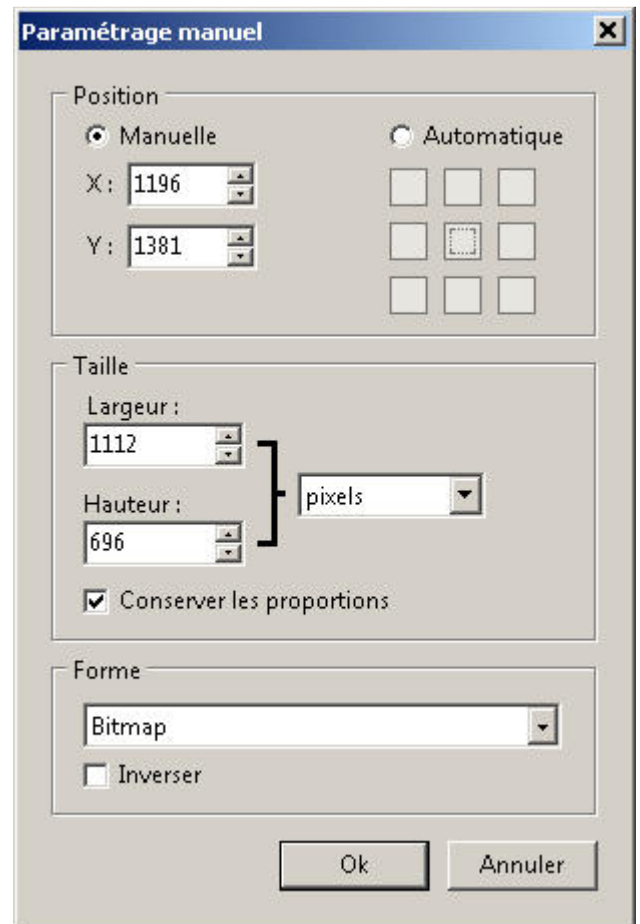 Paramétrage manuel
Position
Manuelle
Automatique
X : 1196
Y : 1381
Taille
Largeur :
1112
pixels
Hauteur :
696
Conserver les proportions
Forme
Bitmap
Inverser
Ok
Annuler